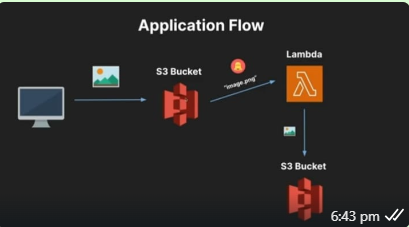 Application Flow
Lambda
S3 Bucket
"image.png"
S3 Bucket
6:43 pm